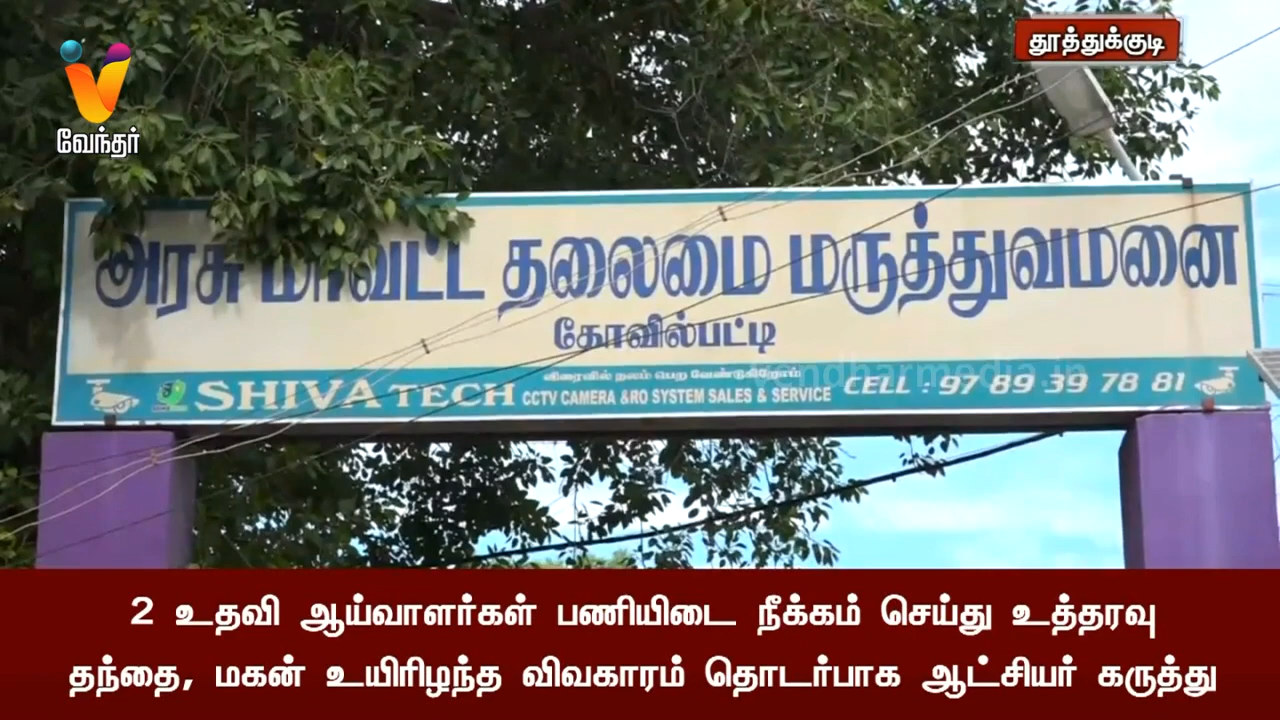 தூத்துக்குடி
வேந்தர்
அரசு மாவட்ட தலைமை மருத்துவமனை
கோவில்பட்டி
விரைவில் நலம் பெற வேண்டுகிறோம்
SHIVA TECH CCTV CAMERA &RO SYSTEM SALES & SERVICE CELL : 97 89 39 78 81
vendharmedia.in
2 உதவி ஆய்வாளர்கள் பணியிடை நீக்கம் செய்து உத்தரவு
தந்தை, மகன் உயிரிழந்த விவகாரம் தொடர்பாக ஆட்சியர் கருத்து